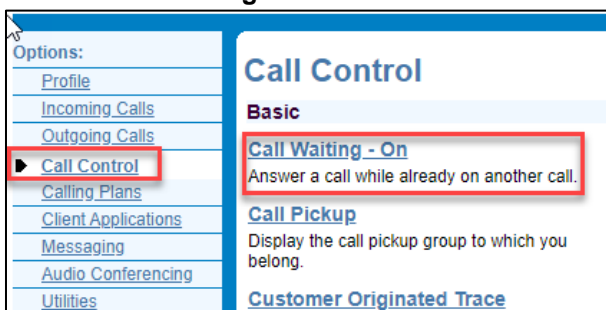 Options:
Profile
Incoming Calls
Outgoing Calls
Call Control
Calling Plans
Client Applications
Messaging
Audio Conferencing
Utilities
Call Control
Basic
Call Waiting - On
Answer a call while already on another call.
Call Pickup
Display the call pickup group to which you
belong.
Customer Originated Trace